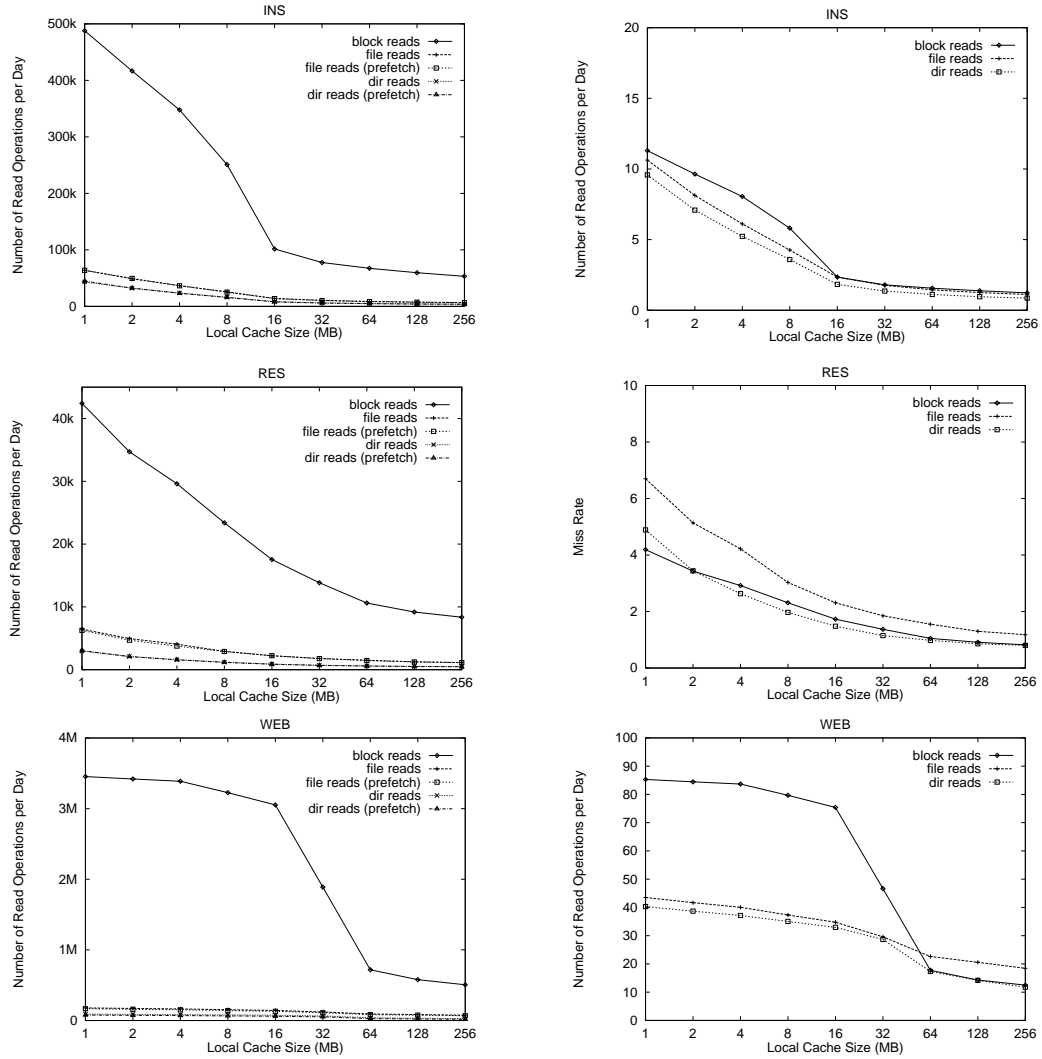 INS
Number of Read Operations per Day
500k
400k
300k
200k
100k
0
block reads
file reads
file reads (prefetch)
dir reads
dir reads (prefetch)
1 2 4 8 16 32 64 128 256
Local Cache Size (MB)
INS
Number of Read Operations per Day
20
15
10
5
0
block reads
file reads
dir reads
1 2 4 8 16 32 64 128 256
Local Cache Size (MB)
RES
Number of Read Operations per Day
40k
30k
20k
10k
0
block reads
file reads
file reads (prefetch)
dir reads
dir reads (prefetch)
1 2 4 8 16 32 64 128 256
Local Cache Size (MB)
RES
Miss Rate
10
8
6
4
2
0
block reads
file reads
dir reads
1 2 4 8 16 32 64 128 256
Local Cache Size (MB)
WEB
Number of Read Operations per Day
4M
3M
2M
1M
0
block reads
file reads
file reads (prefetch)
dir reads
dir reads (prefetch)
1 2 4 8 16 32 64 128 256
Local Cache Size (MB)
WEB
Number of Read Operations per Day
100
90
80
70
60
50
40
30
20
10
0
block reads
file reads
dir reads
1 2 4 8 16 32 64 128 256
Local Cache Size (MB)